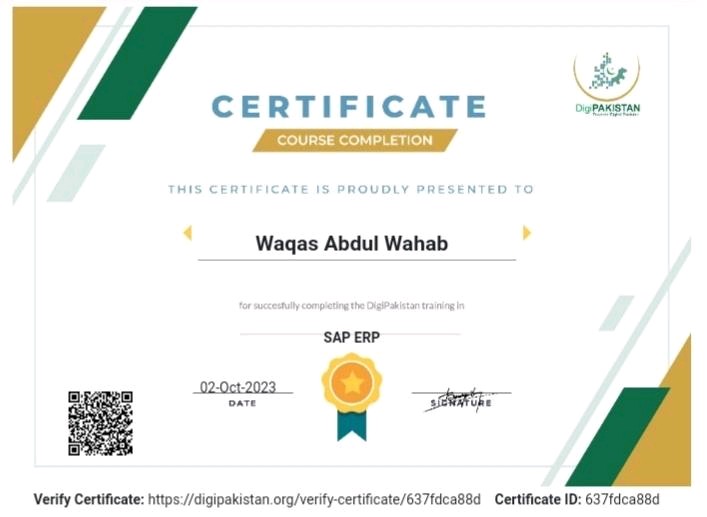 DigiPAKISTAN
CERTIFICATE
COURSE COMPLETION
THIS CERTIFICATE IS PROUDLY PRESENTED TO
Waqas Abdul Wahab
for succesfully completing the DigiPakistan training in
SAP ERP
02-Oct-2023
DATE
SIGNATURE
Verify Certificate: https://digipakistan.org/verify-certificate/637fdca88d Certificate ID: 637fdca88d